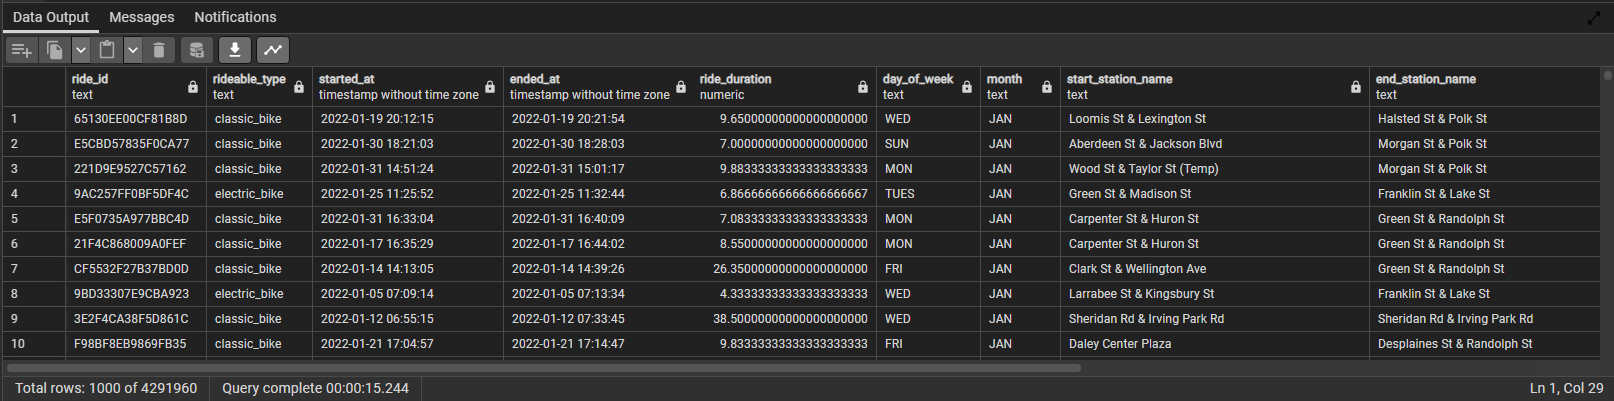 Data Output Messages Notifications
ride_id rideable_type started_at ended_at ride_duration day_of_week month start_station_name end_station_name
text text timestamp without time zone timestamp without time zone numeric text text text text
1 65130EE00CF81B8D classic_bike 2022-01-19 20:12:15 2022-01-19 20:21:54 9.6500000000000000000 WED JAN Loomis St & Lexington St Halsted St & Polk St
2 E5CBD57835F0CA77 classic_bike 2022-01-30 18:21:03 2022-01-30 18:28:03 7.0000000000000000000 SUN JAN Aberdeen St & Jackson Blvd Morgan St & Polk St
3 221D9E9527C57162 classic_bike 2022-01-31 14:51:24 2022-01-31 15:01:17 9.8833333333333333333 MON JAN Wood St & Taylor St (Temp) Morgan St & Polk St
4 9AC257FF0BF5DF4C electric_bike 2022-01-25 11:25:52 2022-01-25 11:32:44 6.8666666666666666667 TUES JAN Green St & Madison St Franklin St & Lake St
5 E5F0735A977BBC4D classic_bike 2022-01-31 16:33:04 2022-01-31 16:40:09 7.0833333333333333333 MON JAN Carpenter St & Huron St Green St & Randolph St
6 21F4C868009A0FEF classic_bike 2022-01-17 16:35:29 2022-01-17 16:44:02 8.5500000000000000000 MON JAN Carpenter St & Huron St Green St & Randolph St
7 CF5532F27B37BD0D classic_bike 2022-01-14 14:13:05 2022-01-14 14:39:26 26.3500000000000000000 FRI JAN Clark St & Wellington Ave Green St & Randolph St
8 9BD33307E9CBA923 electric_bike 2022-01-05 07:09:14 2022-01-05 07:13:34 4.3333333333333333333 WED JAN Larrabee St & Kingsbury St Franklin St & Lake St
9 3E2F4CA38F5D861C classic_bike 2022-01-12 06:55:15 2022-01-12 07:33:45 38.5000000000000000000 WED JAN Sheridan Rd & Irving Park Rd Sheridan Rd & Irving Park Rd
10 F98BF8EB9869FB35 classic_bike 2022-01-21 17:04:57 2022-01-21 17:14:47 9.8333333333333333333 FRI JAN Daley Center Plaza Desplaines St & Randolph St
Total rows: 1000 of 4291960 Query complete 00:00:15.244 Ln 1, Col 29